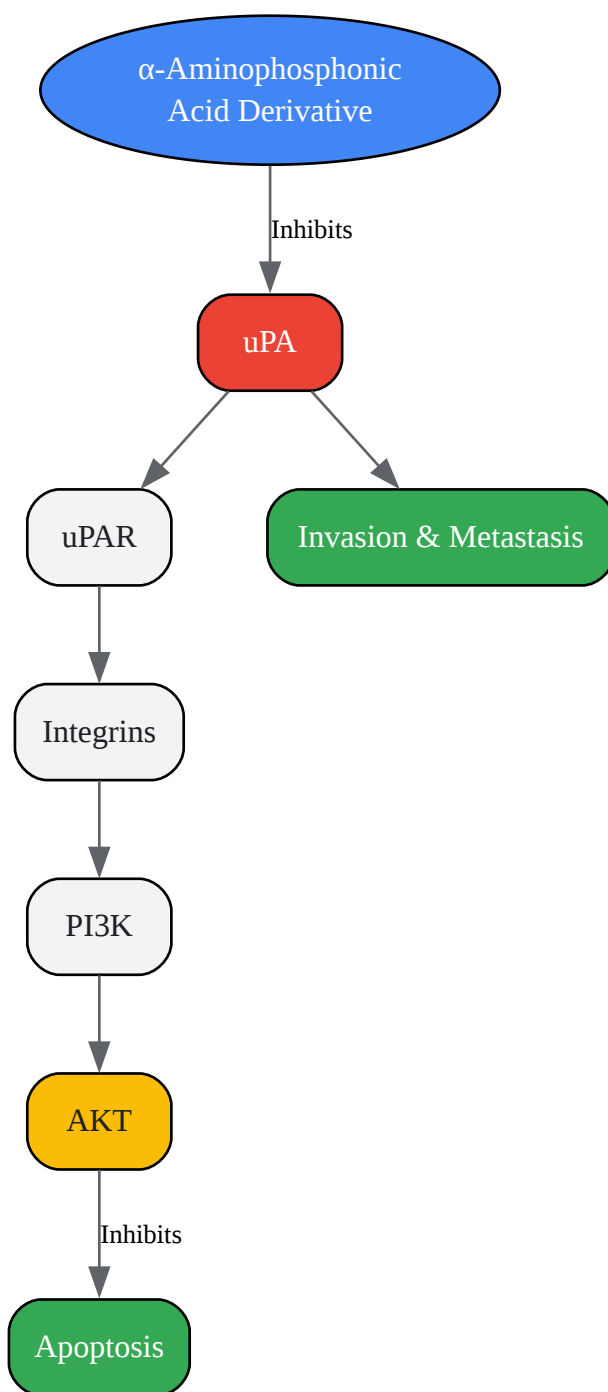 α-Aminophosphonic
Acid Derivative
Inhibits
uPA
uPAR
Invasion & Metastasis
Integrins
PI3K
AKT
Inhibits
Apoptosis